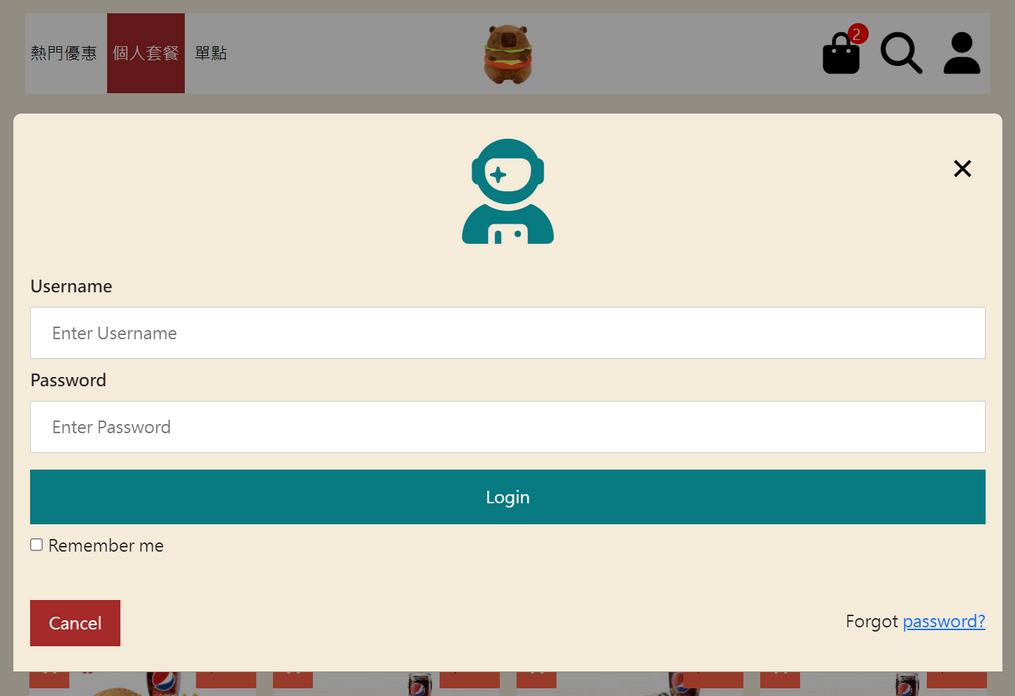 熱門優惠 個人套餐 單點 2
Username
Enter Username
Password
Enter Password
Login
Remember me
Cancel
Forgot password?